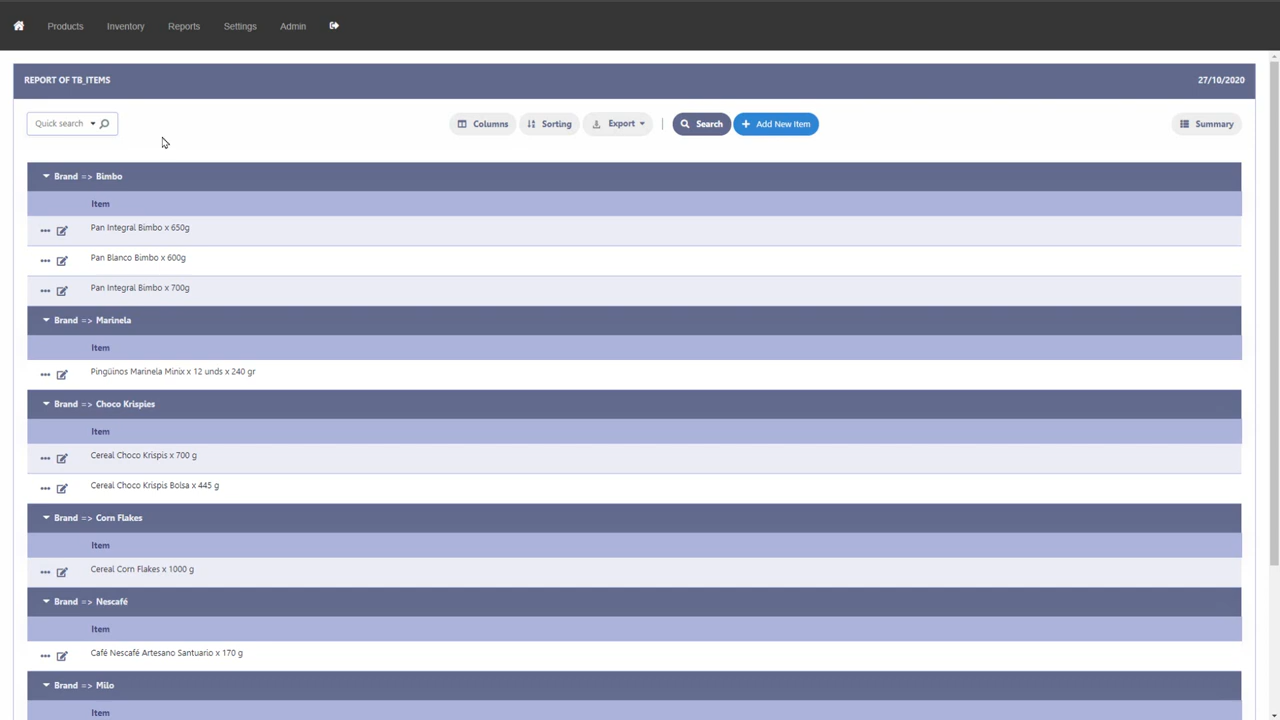 Products Inventory Reports Settings Admin
REPORT OF TB_ITEMS 27/10/2020
Quick search Columns Sorting Export | Search + Add New Item Summary
Brand => Bimbo
Item
Pan Integral Bimbo x 650g
Pan Blanco Bimbo x 600g
Pan Integral Bimbo x 700g
Brand => Marinela
Item
Pingüinos Marinela Minix x 12 unds x 240 gr
Brand => Choco Krispies
Item
Cereal Choco Krispis x 700 g
Cereal Choco Krispis Bolsa x 445 g
Brand => Corn Flakes
Item
Cereal Corn Flakes x 1000 g
Brand => Nescafé
Item
Café Nescafé Artesano Santuario x 170 g
Brand => Milo
Item